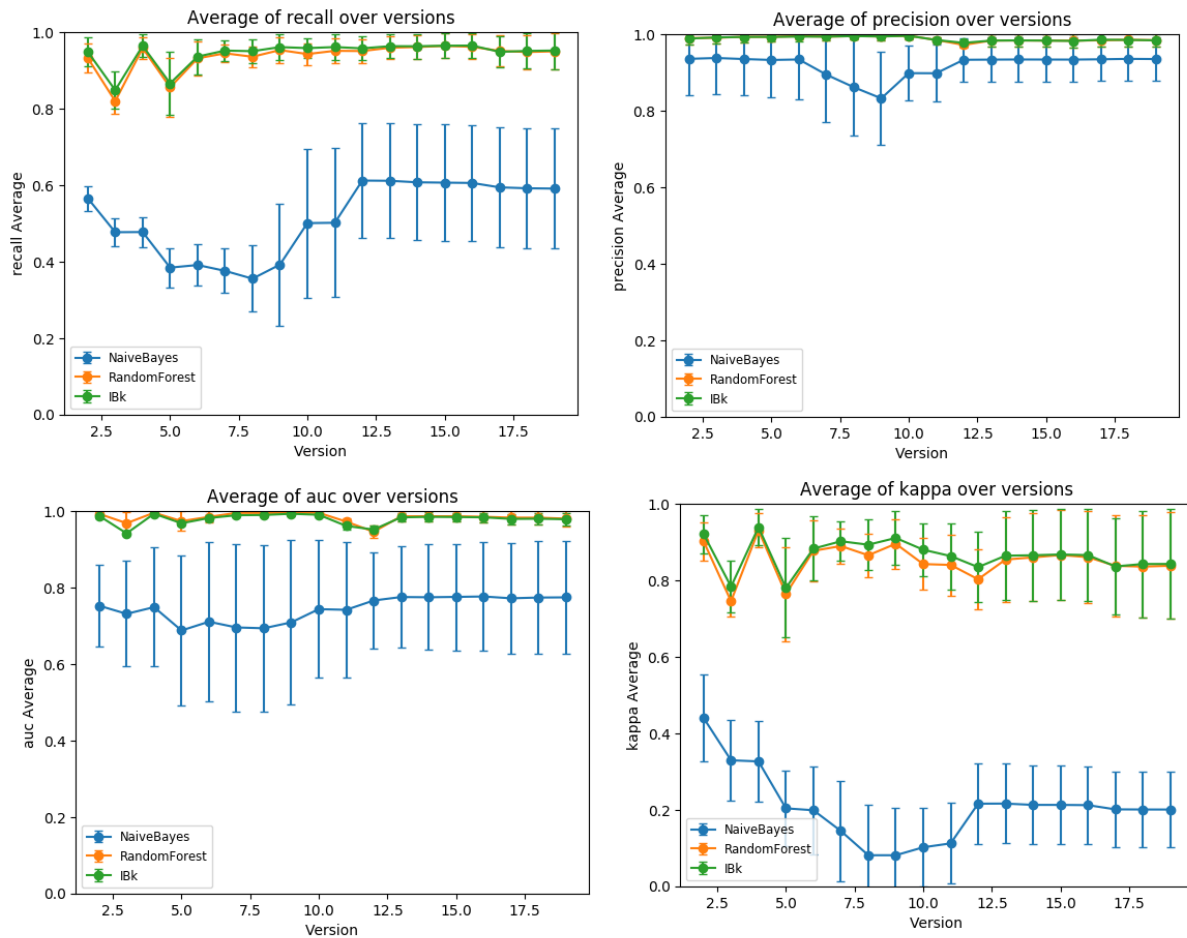 Average of recall over versions
1.0
0.8
0.6
0.4
0.2
0.0
recall Average
NaiveBayes
RandomForest
IBk
2.5 5.0 7.5 10.0 12.5 15.0 17.5
Version
Average of precision over versions
1.0
0.8
0.6
0.4
0.2
0.0
precision Average
NaiveBayes
RandomForest
IBk
2.5 5.0 7.5 10.0 12.5 15.0 17.5
Version
Average of auc over versions
1.0
0.8
0.6
0.4
0.2
0.0
auc Average
NaiveBayes
RandomForest
IBk
2.5 5.0 7.5 10.0 12.5 15.0 17.5
Version
Average of kappa over versions
1.0
0.8
0.6
0.4
0.2
0.0
kappa Average
NaiveBayes
RandomForest
IBk
2.5 5.0 7.5 10.0 12.5 15.0 17.5
Version